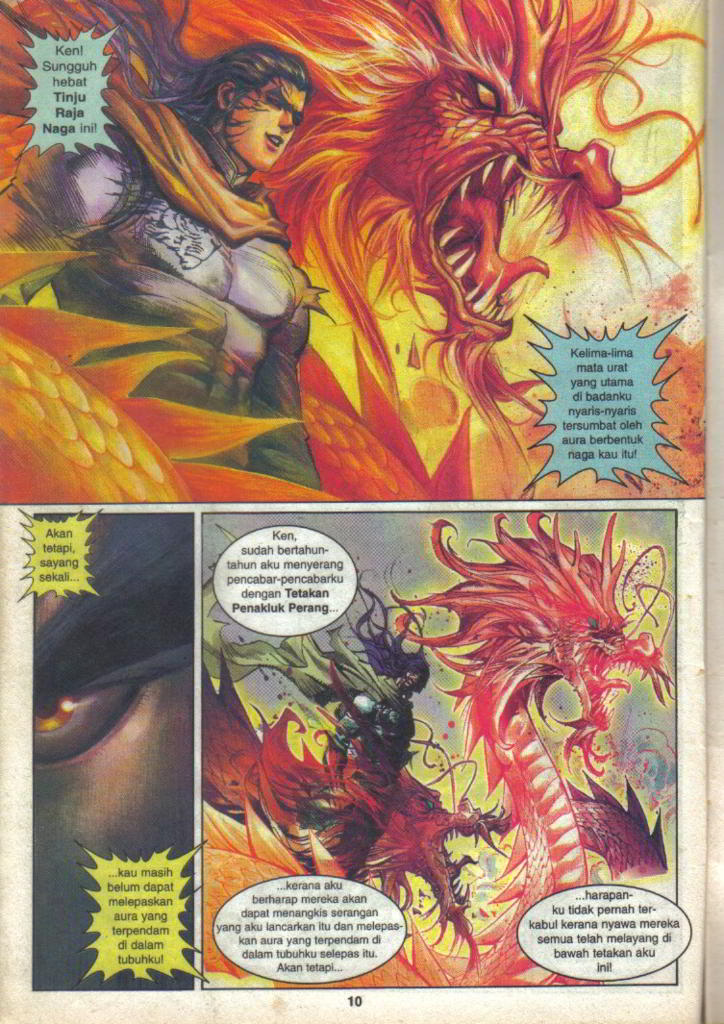 Ken!
Sungguh
hebat
Tinju
Raja
Naga ini!
Kelima-lima
mata urat
yang utama
di badanku
nyaris-nyaris
tersumbat oleh
aura berbentuk
naga kau itu!
Akan
tetapi,
sayang
sekali...
...kau masih
belum dapat
melepaskan
aura yang
terpendam
di dalam
tubuhku!
Ken,
sudah bertahun-
tahun aku menyerang
pencabar-pencabarku
dengan Tetakan
Penakluk Perang...
...kerana aku
berharap mereka akan
dapat menangkis serangan
yang aku lancarkan itu dan melepas-
kan aura yang terpendam di
dalam tubuhku selepas itu.
Akan tetapi...
...harapan-
ku tidak pernah ter-
kabul kerana nyawa mereka
semua telah melayang di
bawah tetakan aku
ini!
10